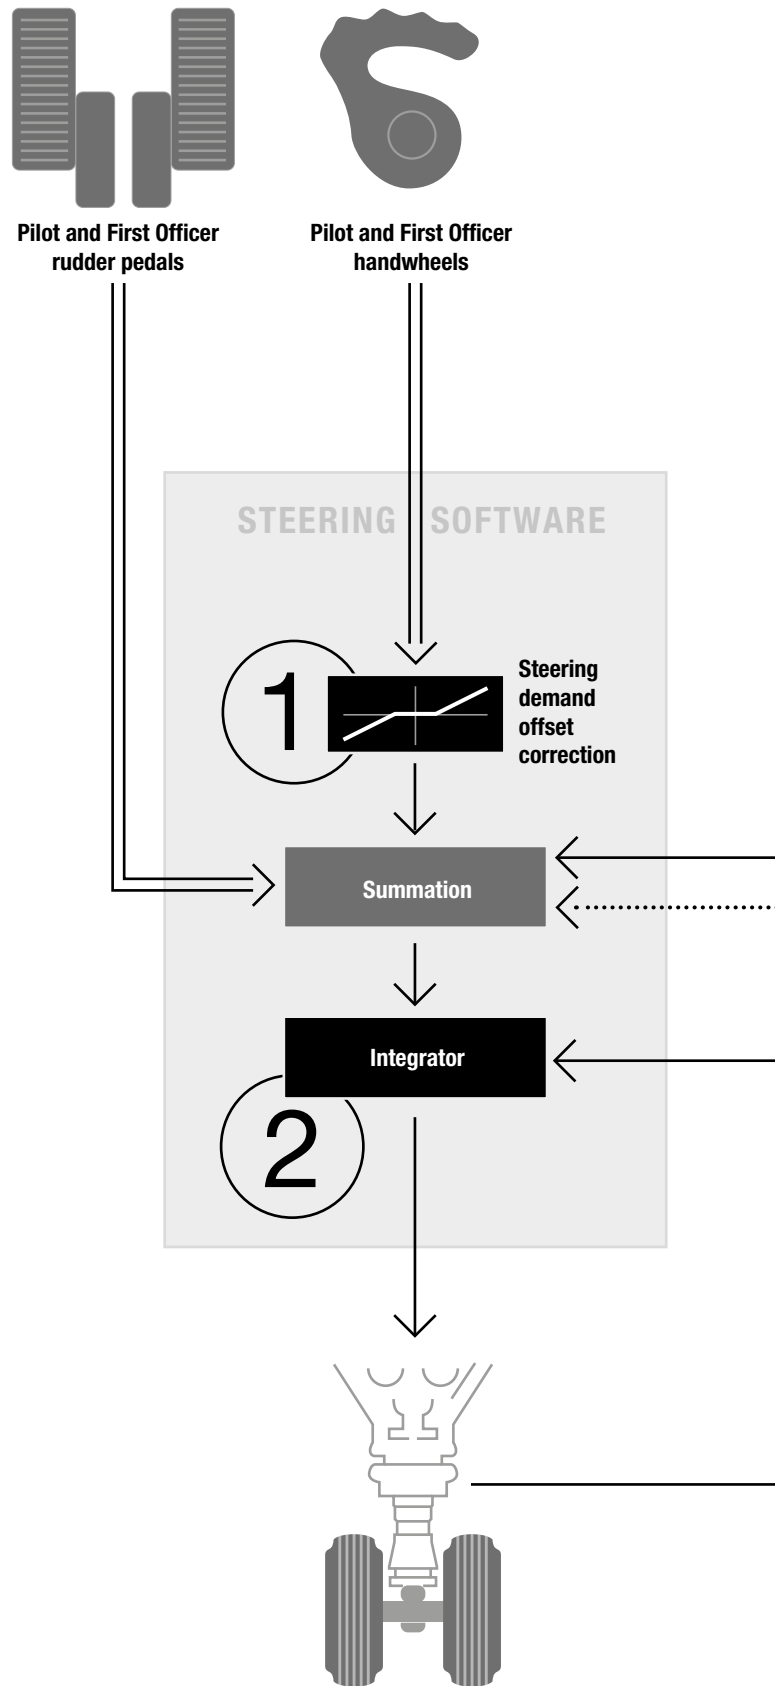 Pilot and First Officer
rudder pedals
Pilot and First Officer
handwheels
STEERING SOFTWARE
1
Steering
demand
offset
correction
Summation
Integrator
2